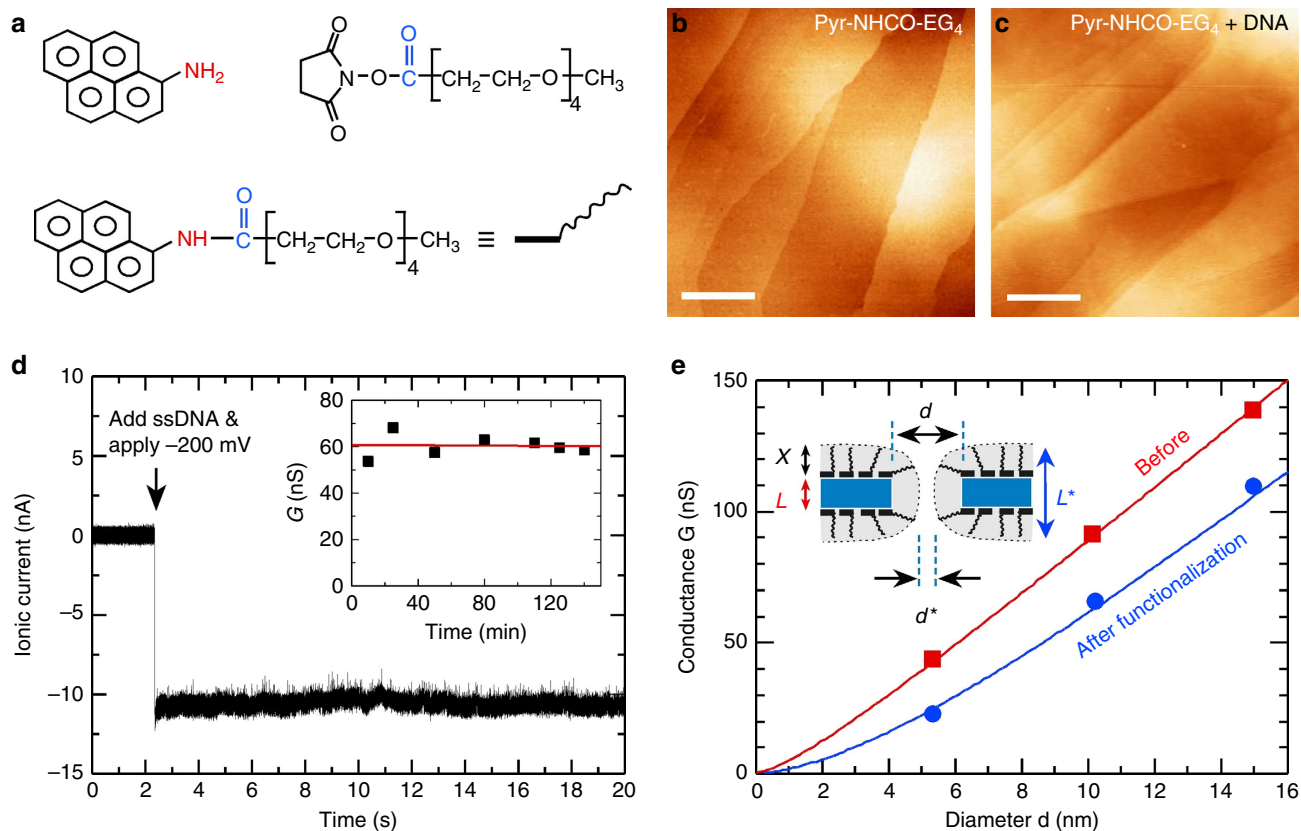 a
NH2
O
N
O
O
C
O
CH2
CH2
O
4
CH3
NH
C
O
CH2
CH2
O
4
CH3
≡
b
Pyr-NHCO-EG4
c
Pyr-NHCO-EG4 + DNA
d
Add ssDNA &
apply –200 mV
Ionic current (nA)
10
5
0
–5
–10
–15
0 2 4 6 8 10 12 14 16 18 20
Time (s)
G (nS)
100
80
60
40
20
0
0 40 80 120
Time (min)
e
Conductance G (nS)
150
100
50
0
0 2 4 6 8 10 12 14 16
Diameter d (nm)
d
X
L
L*
d*
Before
After functionalization